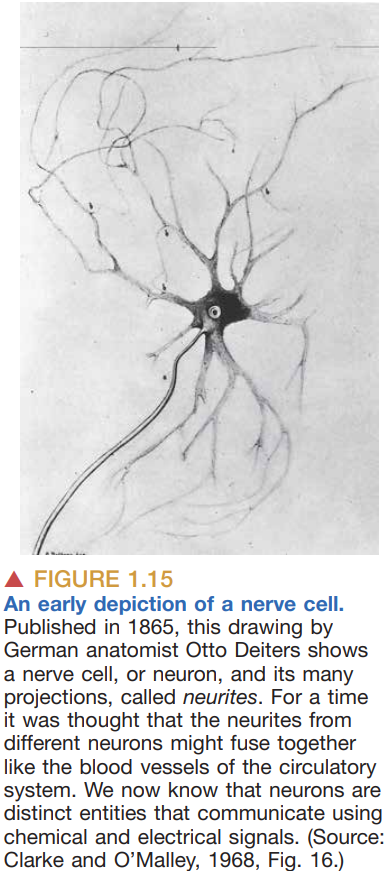 ▲ FIGURE 1.15
An early depiction of a nerve cell.
Published in 1865, this drawing by
German anatomist Otto Deiters shows
a nerve cell, or neuron, and its many
projections, called neurites. For a time
it was thought that the neurites from
different neurons might fuse together
like the blood vessels of the circulatory
system. We now know that neurons are
distinct entities that communicate using
chemical and electrical signals. (Source:
Clarke and O’Malley, 1968, Fig. 16.)